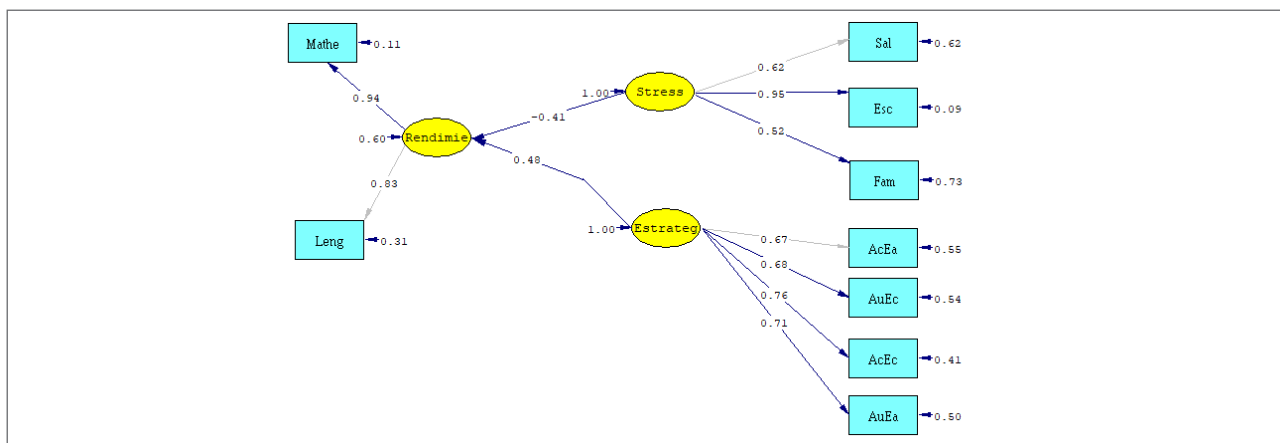 Mathe
0.11
0.94
Rendimie
0.60
0.83
Leng
0.31
-0.41
0.48
1.00
Stress
1.00
Estrateg
0.62
0.95
0.52
0.67
0.68
0.76
0.71
Sal
0.62
Esc
0.09
Fam
0.73
AcEa
0.55
AuEc
0.54
AcEc
0.41
AuEa
0.50